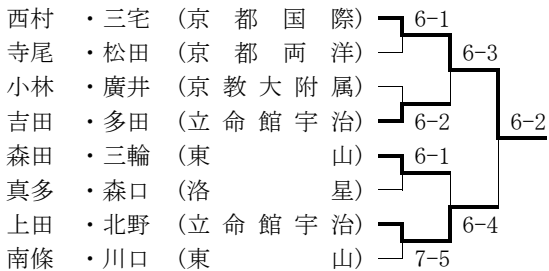 西村 ・三宅 (京都国際) 6-1
寺尾 ・松田 (京都両洋) 6-3
小林 ・廣井 (京教大附属)
吉田 ・多田 (立命館宇治) 6-2 6-2
森田 ・三輪 (東山) 6-1
真多 ・森口 (洛星)
上田 ・北野 (立命館宇治) 6-4
南條 ・川口 (東山) 7-5